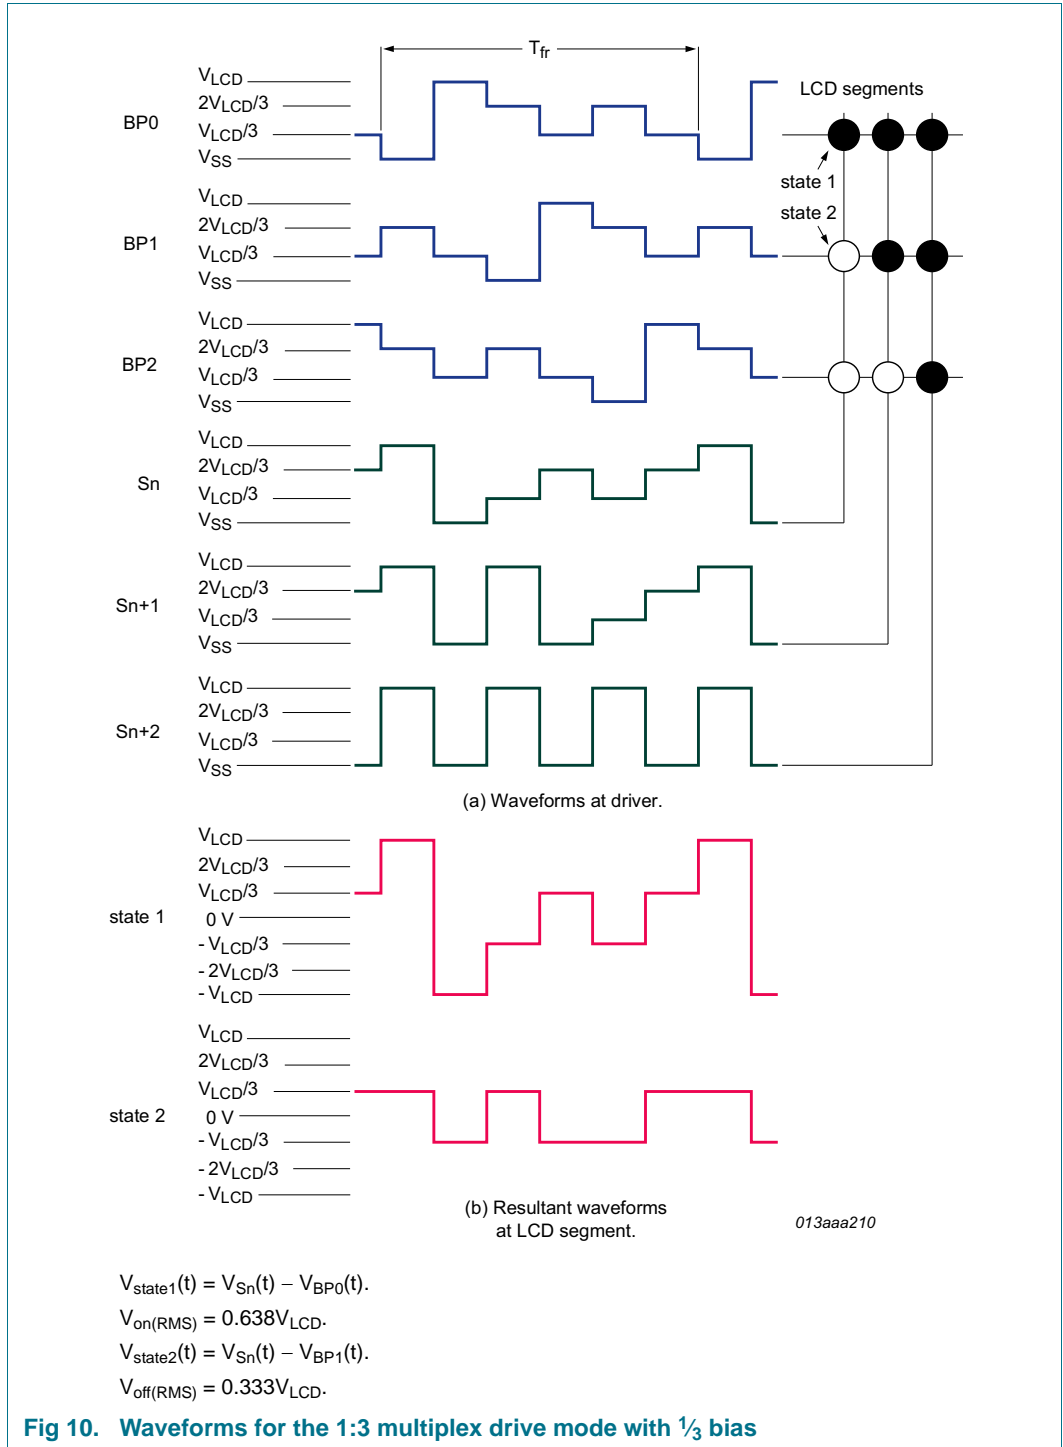 T_fr
V_LCD
2V_LCD/3
BP0
V_LCD/3
V_SS
LCD segments
state 1
V_LCD
2V_LCD/3
BP1
V_LCD/3
V_SS
state 2
V_LCD
2V_LCD/3
BP2
V_LCD/3
V_SS
V_LCD
2V_LCD/3
Sn
V_LCD/3
V_SS
V_LCD
2V_LCD/3
Sn+1
V_LCD/3
V_SS
V_LCD
2V_LCD/3
Sn+2
V_LCD/3
V_SS
(a) Waveforms at driver.
V_LCD
2V_LCD/3
V_LCD/3
state 1
0 V
- V_LCD/3
- 2V_LCD/3
- V_LCD
V_LCD
2V_LCD/3
V_LCD/3
state 2
0 V
- V_LCD/3
- 2V_LCD/3
- V_LCD
(b) Resultant waveforms
at LCD segment.
013aaa210
V_state1(t) = V_Sn(t) − V_BP0(t).
V_on(RMS) = 0.638V_LCD.
V_state2(t) = V_Sn(t) − V_BP1(t).
V_off(RMS) = 0.333V_LCD.
Fig 10. Waveforms for the 1:3 multiplex drive mode with 1⁄3 bias